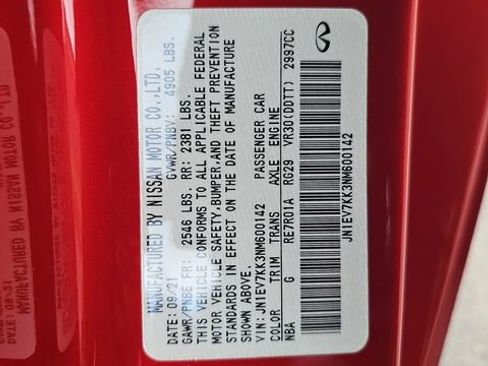 MANUFACTURED BY NISSAN MOTOR CO.,LTD.
DATE: 09/21 GVWR/PNBV: 4905 LBS.
GAWR/PNBE FR: 2546 LBS. RR: 2381 LBS.
THIS VEHICLE CONFORMS TO ALL APPLICABLE FEDERAL
MOTOR VEHICLE SAFETY,BUMPER,AND THEFT PREVENTION
STANDARDS IN EFFECT ON THE DATE OF MANUFACTURE
SHOWN ABOVE.
VIN: JN1EV7KK3NM600142 PASSENGER CAR
COLOR TRIM TRANS AXLE ENGINE
NBA G RE7R01A RG29 VR30(DDTT) 2997CC
JN1EV7KK3NM600142